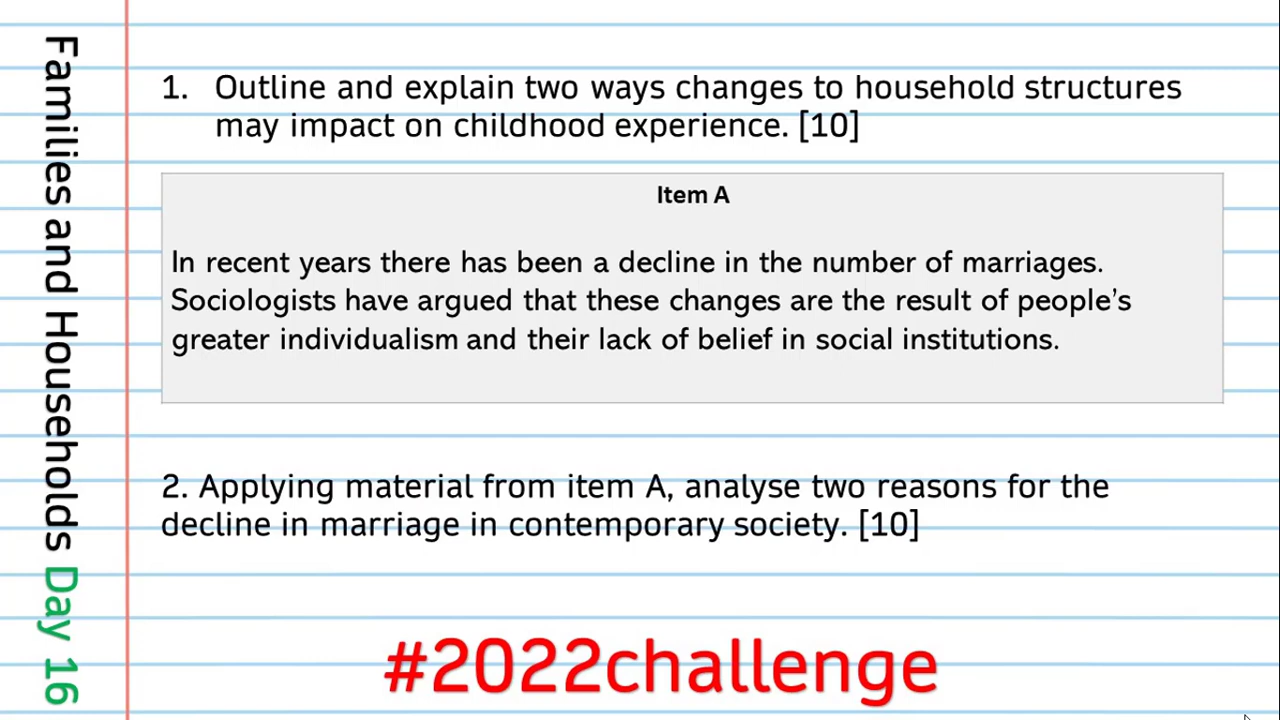 Families and Households Day 16
1. Outline and explain two ways changes to household structures
may impact on childhood experience. [10]
Item A
In recent years there has been a decline in the number of marriages.
Sociologists have argued that these changes are the result of people's
greater individualism and their lack of belief in social institutions.
2. Applying material from item A, analyse two reasons for the
decline in marriage in contemporary society. [10]
#2022challenge